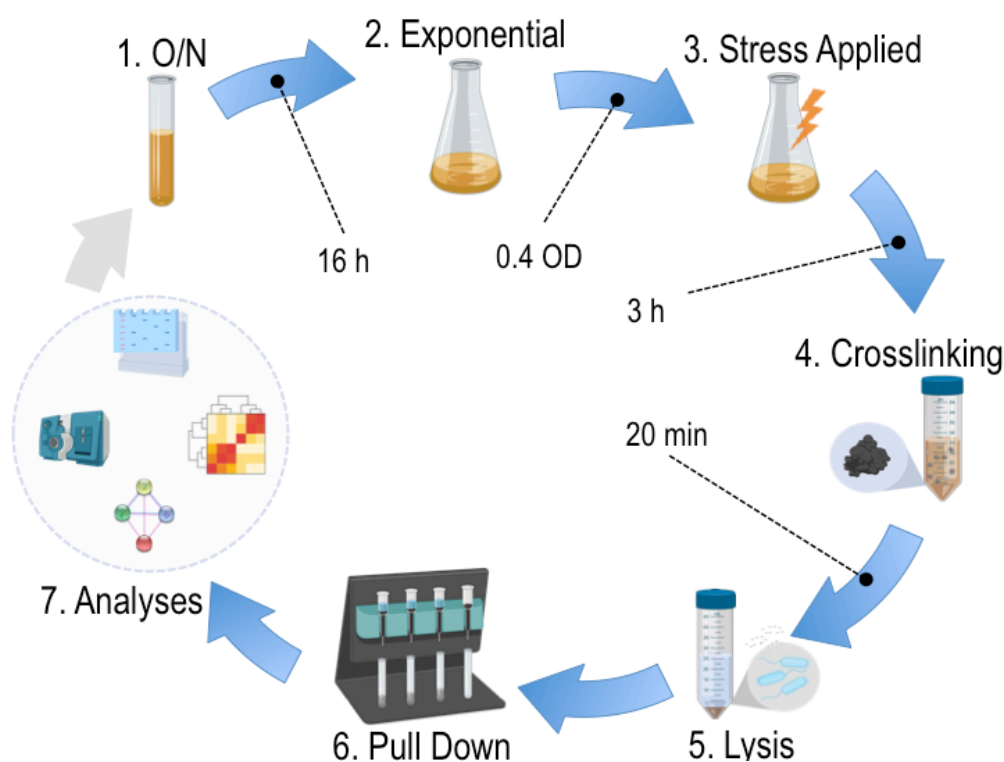 1. O/N
2. Exponential
3. Stress Applied
16 h
0.4 OD
3 h
4. Crosslinking
20 min
7. Analyses
6. Pull Down
5. Lysis